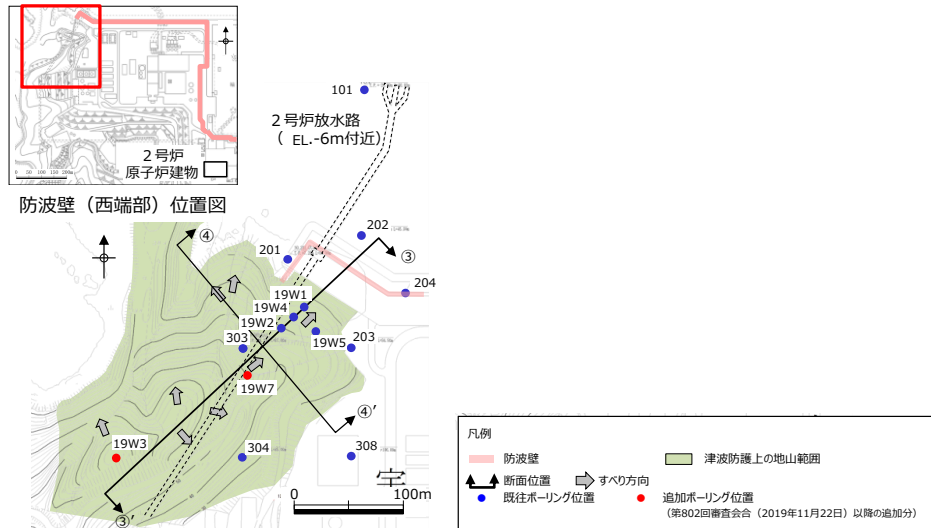 0 50 100 150 200m
2号炉
原子炉建物
防波壁（西端部）位置図
101
2号炉放水路
（ EL.-6m付近）
202
④
201
③
204
19W1
19W4
19W2
303
19W5
203
19W7
④’
19W3
304
308
③’
0 100m
凡例
防波壁
津波防護上の地山範囲
断面位置
すべり方向
既往ボーリング位置
追加ボーリング位置
（第802回審査会合（2019年11月22日）以降の追加分）